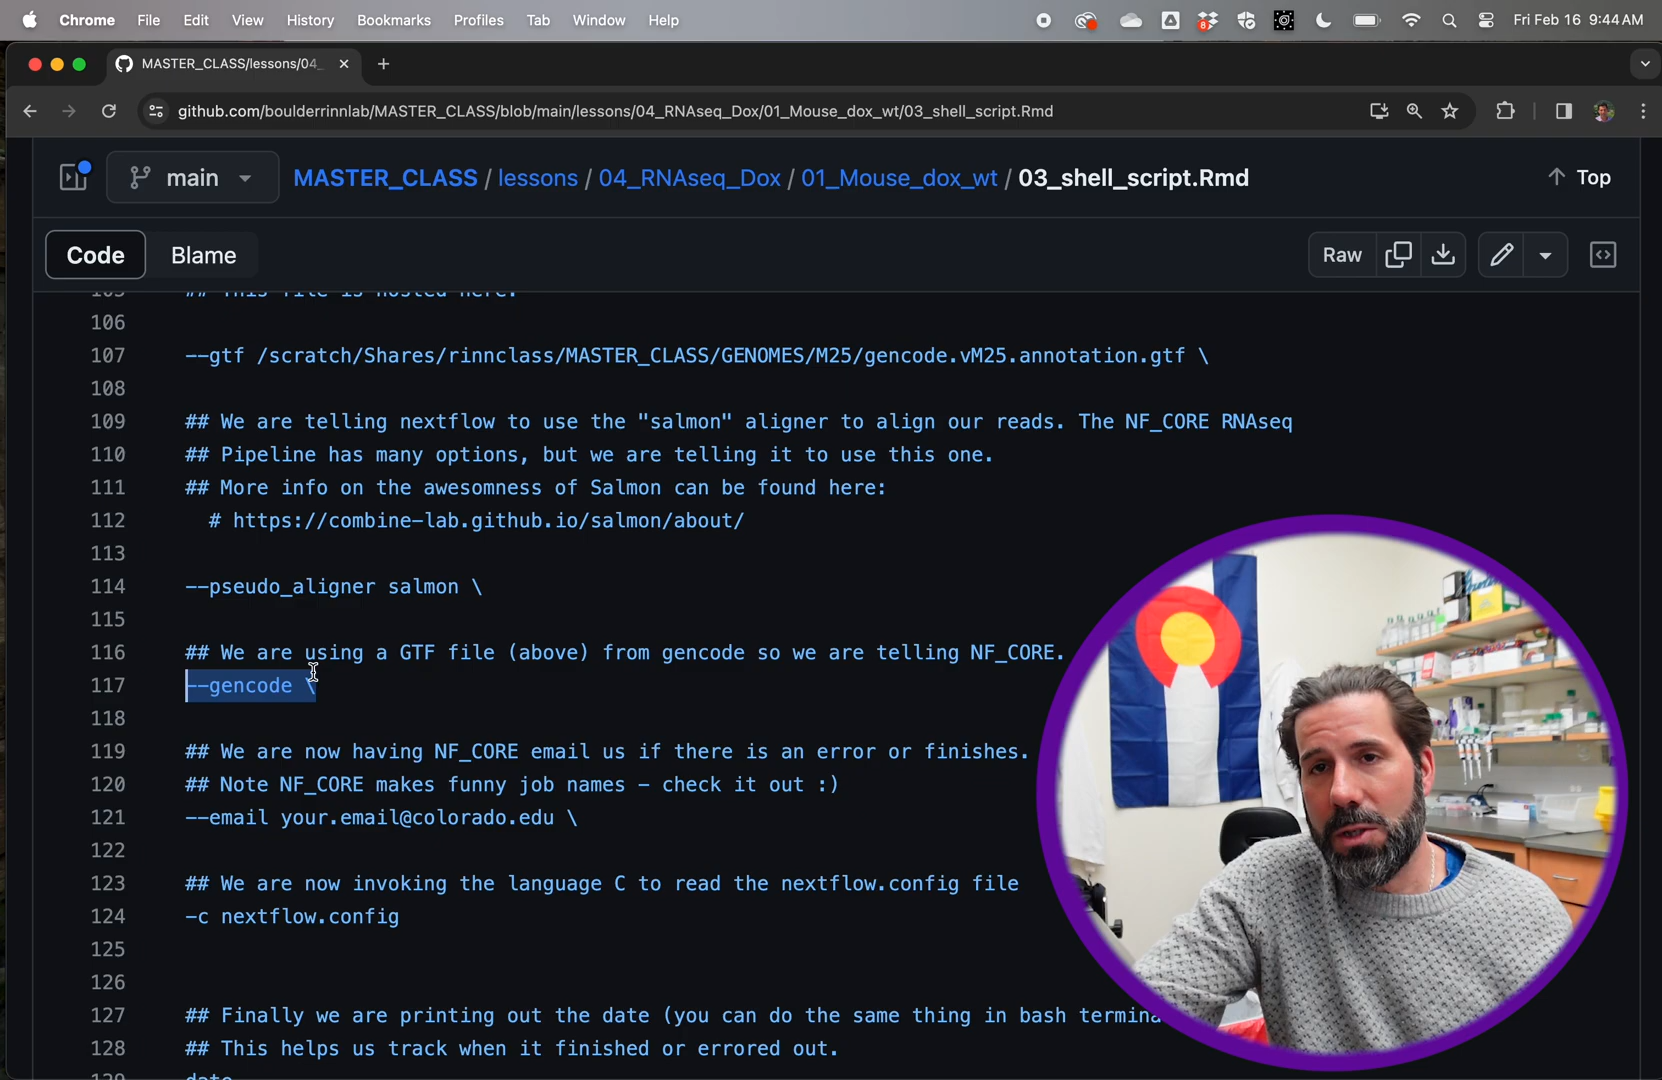 Chrome File Edit View History Bookmarks Profiles Tab Window Help 8 Fri Feb 16 9:44 AM
MASTER_CLASS/lessons/04_
github.com/boulderrinnlab/MASTER_CLASS/blob/main/lessons/04_RNAseq_Dox/01_Mouse_dox_wt/03_shell_script.Rmd
main MASTER_CLASS / lessons / 04_RNAseq_Dox / 01_Mouse_dox_wt / 03_shell_script.Rmd Top
Code Blame Raw
105 ## This file is hosted here:
106
107 --gtf /scratch/Shares/rinnclass/MASTER_CLASS/GENOMES/M25/gencode.vM25.annotation.gtf \
108
109 ## We are telling nextflow to use the "salmon" aligner to align our reads. The NF_CORE RNAseq
110 ## Pipeline has many options, but we are telling it to use this one.
111 ## More info on the awesomness of Salmon can be found here:
112 # https://combine-lab.github.io/salmon/about/
113
114 --pseudo_aligner salmon \
115
116 ## We are using a GTF file (above) from gencode so we are telling NF_CORE.
117 --gencode \
118
119 ## We are now having NF_CORE email us if there is an error or finishes.
120 ## Note NF_CORE makes funny job names - check it out :)
121 --email your.email@colorado.edu \
122
123 ## We are now invoking the language C to read the nextflow.config file
124 -c nextflow.config
125
126
127 ## Finally we are printing out the date (you can do the same thing in bash termina
128 ## This helps us track when it finished or errored out.
129 date